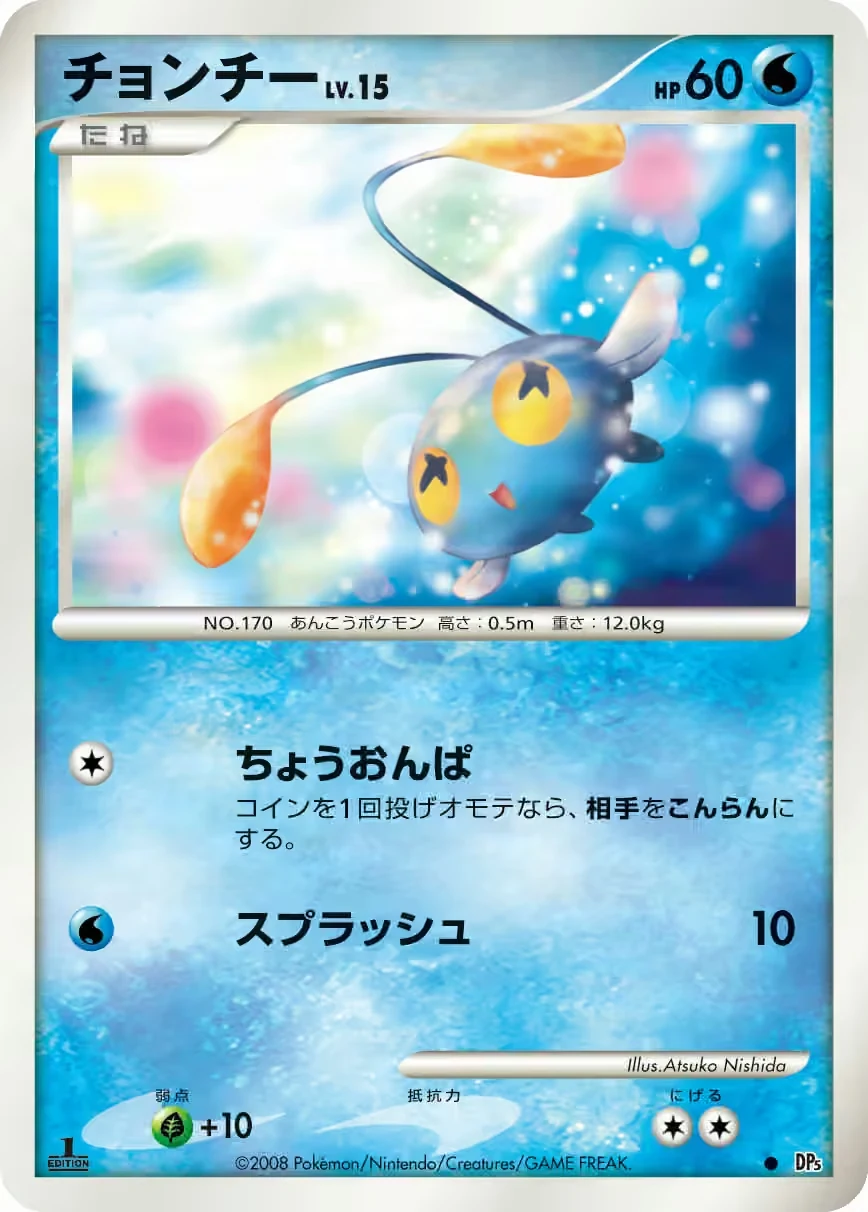 チョンチー LV.15 HP 60
たね
NO.170 あんこうポケモン 高さ：0.5m 重さ：12.0kg
ちょうおんぱ
コインを1回投げオモテなら、相手をこんらんに
する。
スプラッシュ 10
Illus.Atsuko Nishida
弱点 抵抗力 にげる
+10
1
EDITION
©2008 Pokémon/Nintendo/Creatures/GAME FREAK.
DP5